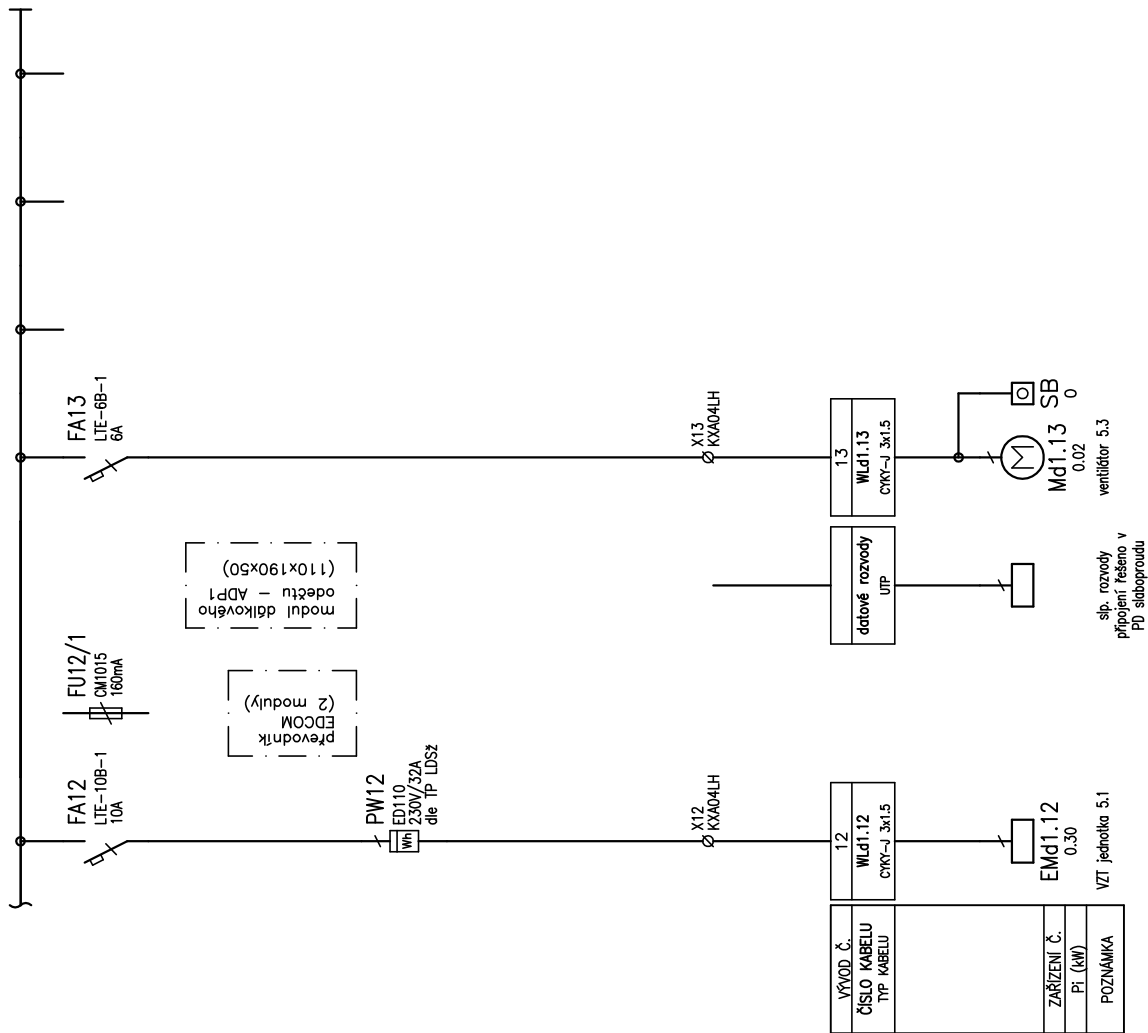 FA12
LTE-10B-1
10A
FU12/1
CM1015
160mA
FA13
LTE-6B-1
6A
převodník
EDCOM
(2 moduly)
modul dálkového
odečtu – ADP1
(110x190x50)
PW12
ED110
230V/32A
dle TP LDSž
Wh
X12
KXA04LH
X13
KXA04LH
VÝVOD Č.
12
13
ČÍSLO KABELU
TYP KABELU
WLd1.12
CYKY-J 3x1.5
datové rozvody
UTP
WLd1.13
CYKY-J 3x1.5
M
SB
0
ZAŘÍZENÍ Č.
EMd1.12
Md1.13
Pi (kW)
0.30
0.02
POZNÁMKA
VZT jednotka 5.1
slp. rozvody
připojení řešeno v
PD slaboproudu
ventilátor 5.3